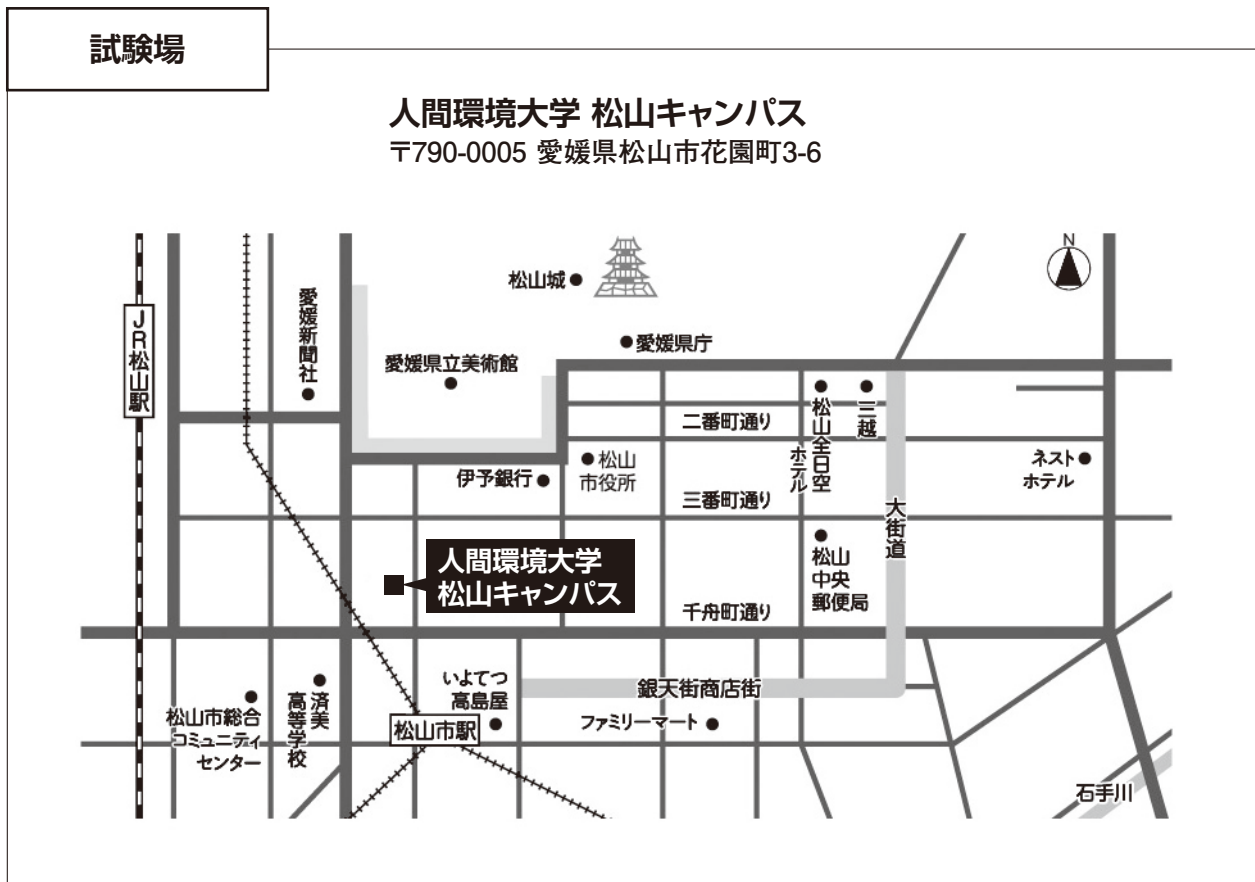 試験場
人間環境大学 松山キャンパス
〒790-0005 愛媛県松山市花園町3-6
N
松山城
愛媛県庁
愛媛新聞社
JR松山駅
愛媛県立美術館
二番町通り
松山全日空
ホテル
三越
伊予銀行
松山
市役所
ネスト
ホテル
三番町通り
大街道
人間環境大学
松山キャンパス
松山
中央
郵便局
千舟町通り
いよてつ
高島屋
銀天街商店街
済美
高等学校
松山市総合
コミュニティ
センター
松山市駅
ファミリーマート
石手川